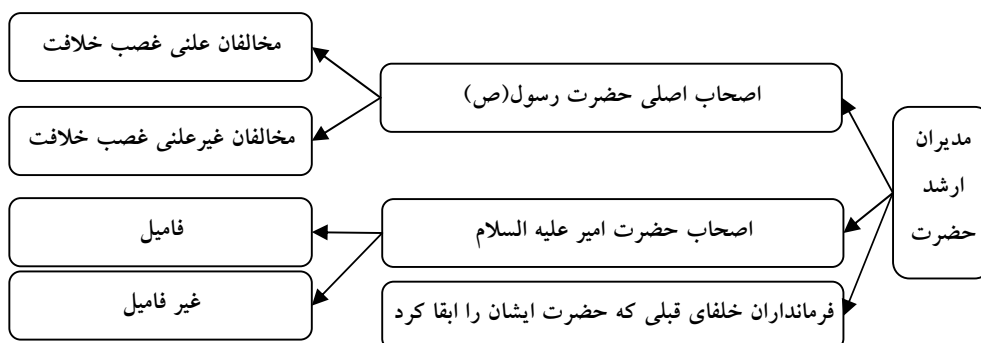 مدیران
ارشد
حضرت
اصحاب اصلی حضرت رسول(ص)
مخالفان علنی غصب خلافت
مخالفان غیرعلنی غصب خلافت
اصحاب حضرت امیر علیه السلام
فامیل
غیر فامیل
فرمانداران خلفای قبلی که حضرت ایشان را ابقا کرد